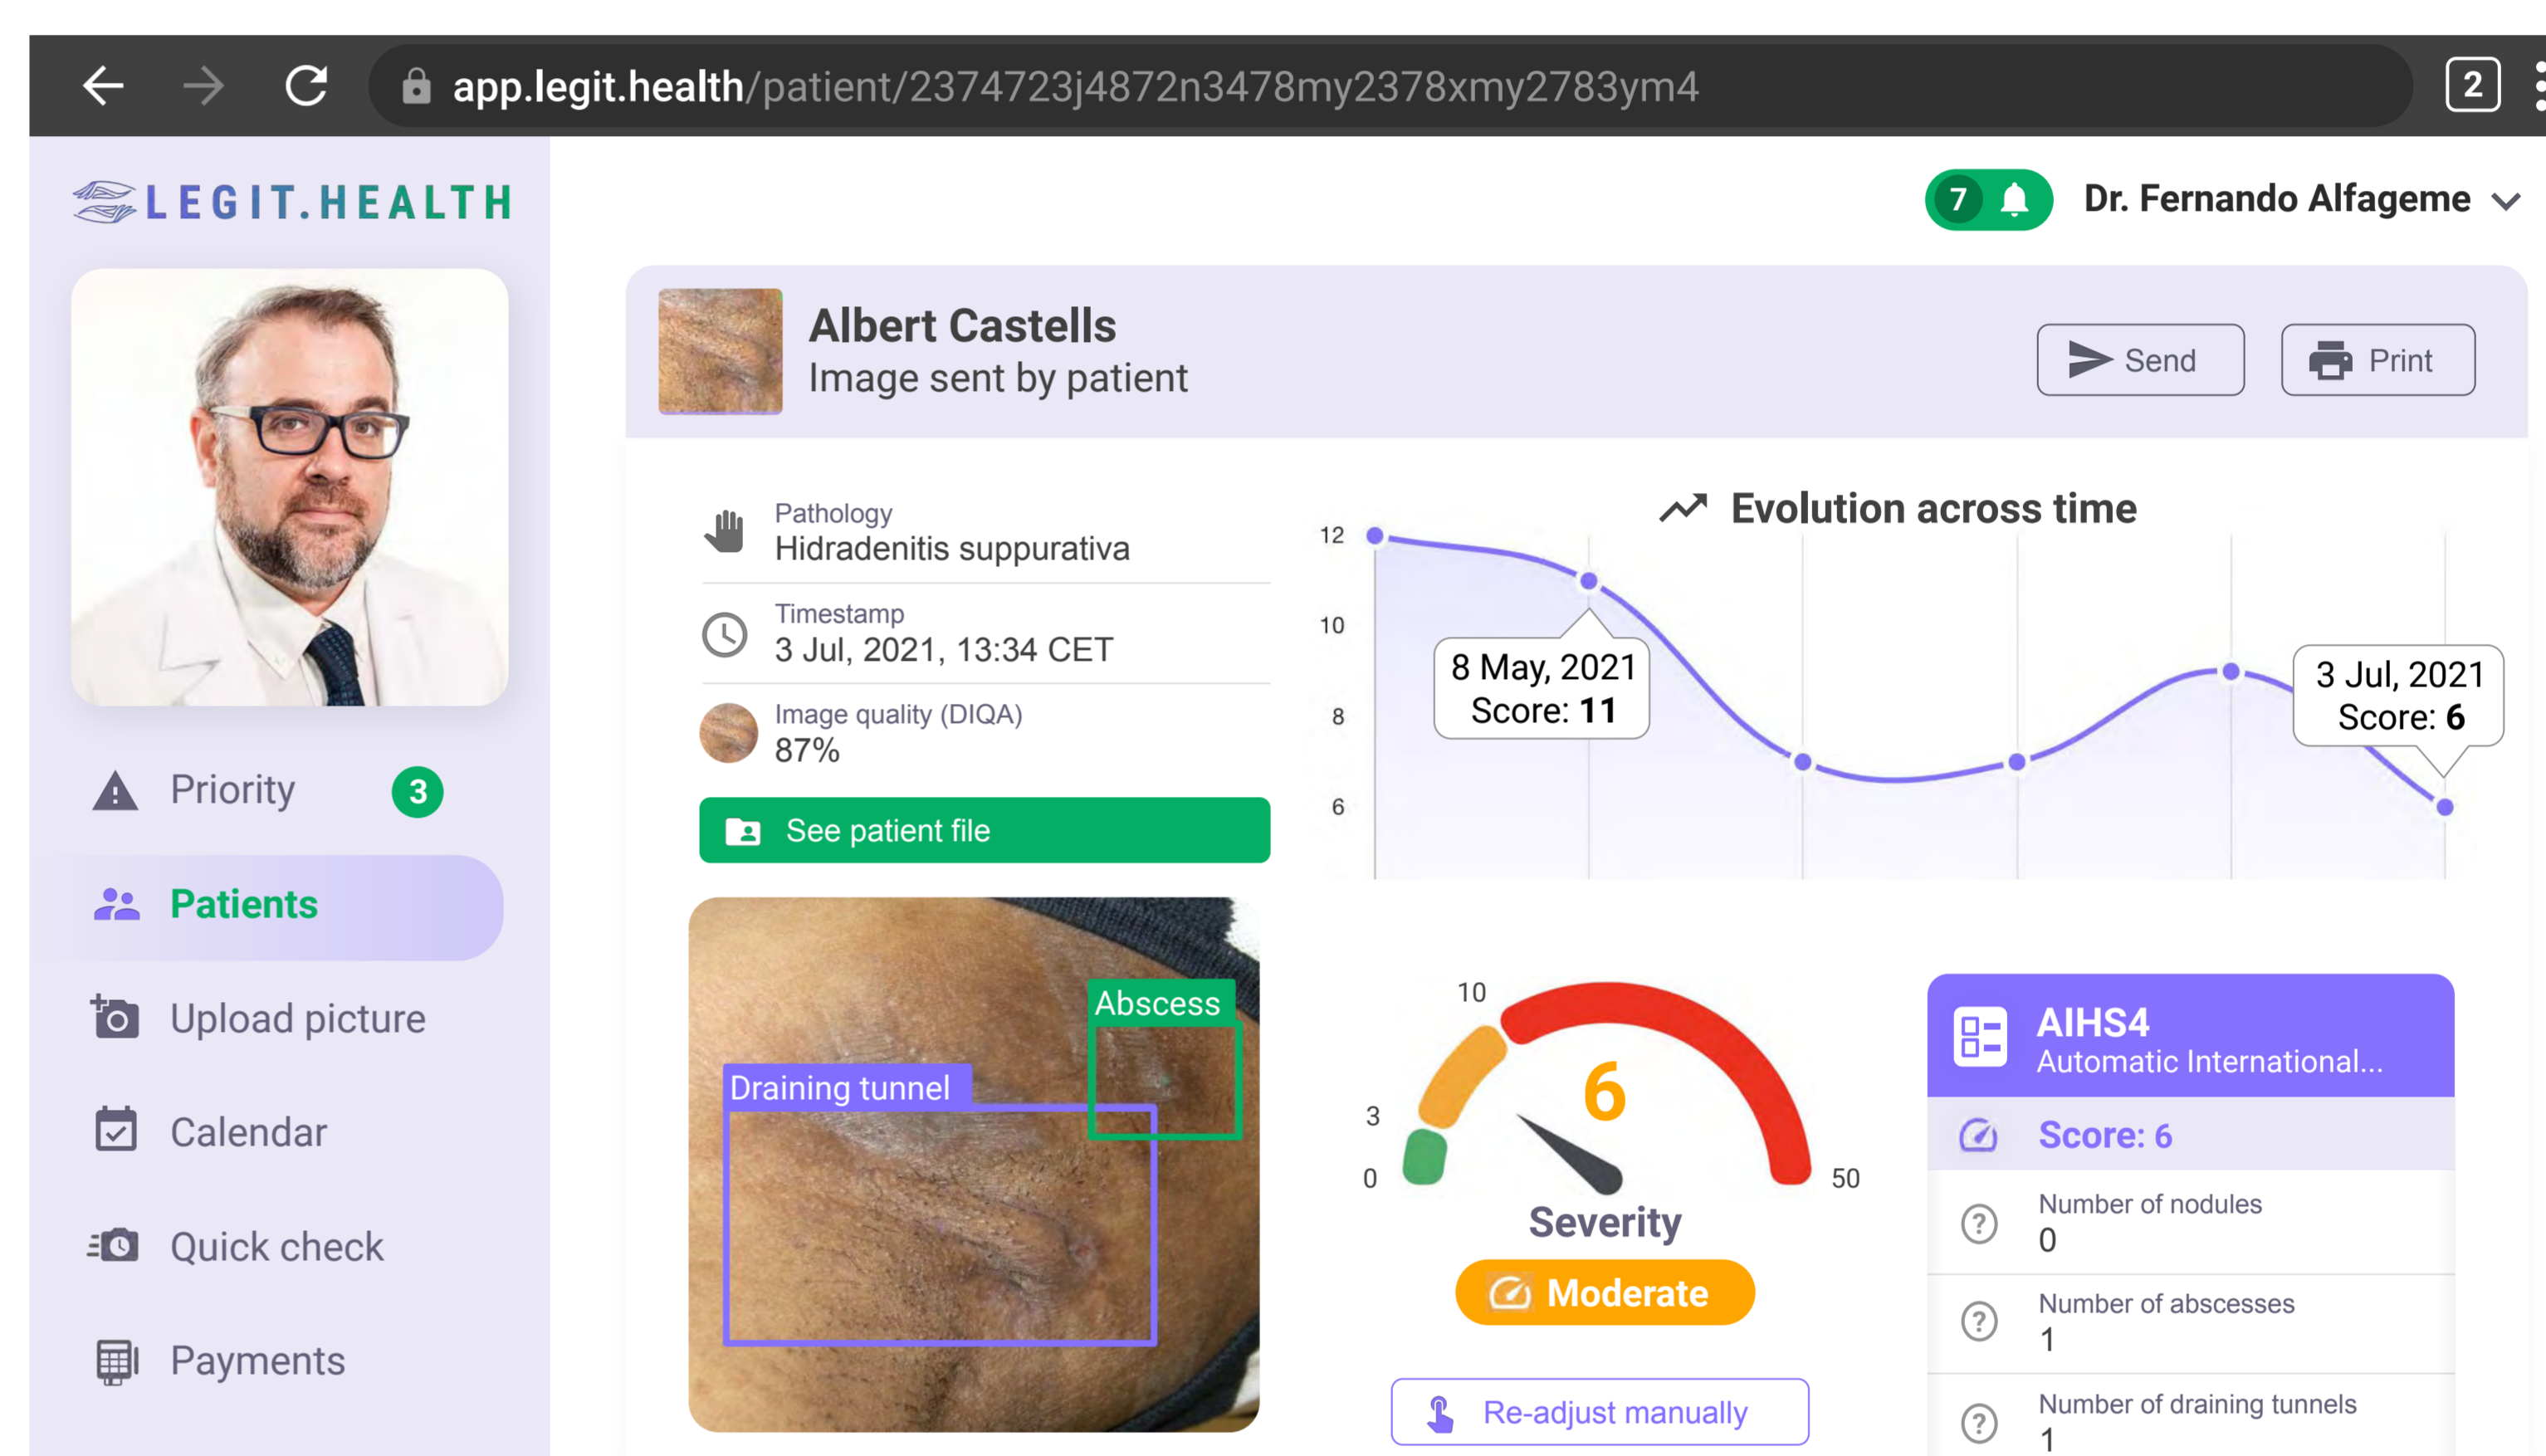 app.legit.health/patient/2374723j4872n3478my2378xmy2783ym4
2
LEGIT.HEALTH
7
Dr. Fernando Alfageme
Albert Castells
Image sent by patient
Send
Print
Pathology
Hidradenitis suppurativa
Timestamp
3 Jul, 2021, 13:34 CET
Image quality (DIQA)
87%
See patient file
Evolution across time
12
10
8
6
8 May, 2021
Score: 11
3 Jul, 2021
Score: 6
Priority
3
Patients
Upload picture
Calendar
Quick check
Payments
Abscess
Draining tunnel
10
3
0
50
6
Severity
Moderate
Re-adjust manually
AIHS4
Automatic International...
Score: 6
Number of nodules
0
Number of abscesses
1
Number of draining tunnels
1